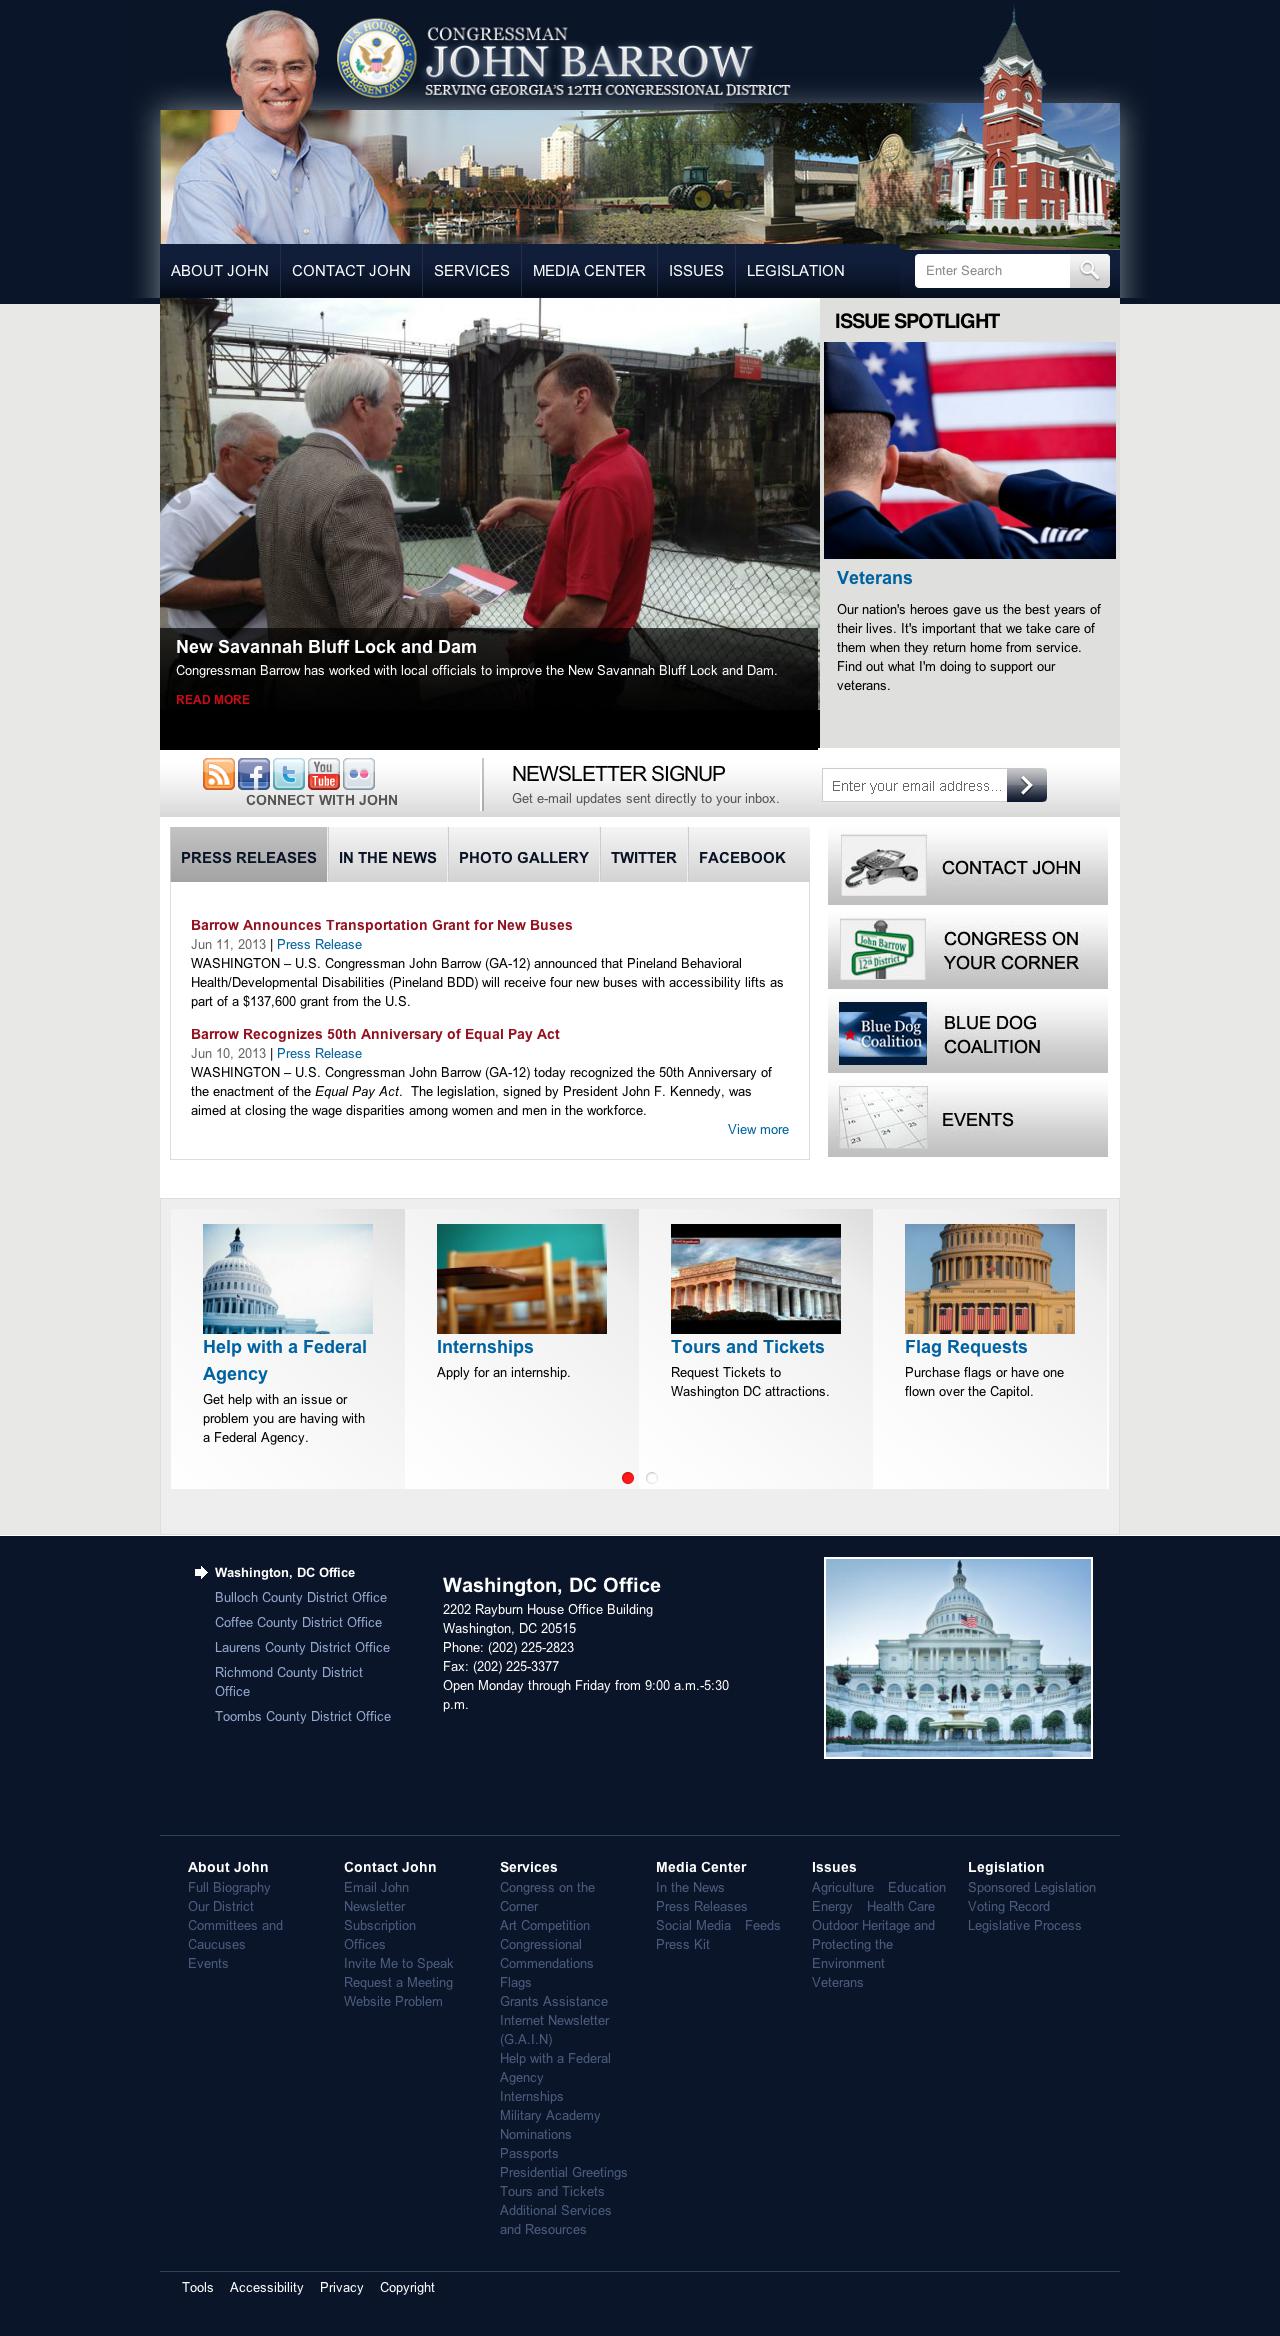 CONGRESSMAN
JOHN BARROW
SERVING GEORGIA'S 12TH CONGRESSIONAL DISTRICT
U.S. HOUSE OF REPRESENTATIVES
ABOUT JOHN
CONTACT JOHN
SERVICES
MEDIA CENTER
ISSUES
LEGISLATION
Enter Search
New Savannah Bluff Lock and Dam
Congressman Barrow has worked with local officials to improve the New Savannah Bluff Lock and Dam.
READ MORE
ISSUE SPOTLIGHT
Veterans
Our nation's heroes gave us the best years of
their lives. It's important that we take care of
them when they return home from service.
Find out what I'm doing to support our
veterans.
You
Tube
CONNECT WITH JOHN
NEWSLETTER SIGNUP
Get e-mail updates sent directly to your inbox.
Enter your email address...
PRESS RELEASES
IN THE NEWS
PHOTO GALLERY
TWITTER
FACEBOOK
Barrow Announces Transportation Grant for New Buses
Jun 11, 2013 | Press Release
WASHINGTON – U.S. Congressman John Barrow (GA-12) announced that Pineland Behavioral
Health/Developmental Disabilities (Pineland BDD) will receive four new buses with accessibility lifts as
part of a $137,600 grant from the U.S.
Barrow Recognizes 50th Anniversary of Equal Pay Act
Jun 10, 2013 | Press Release
WASHINGTON – U.S. Congressman John Barrow (GA-12) today recognized the 50th Anniversary of
the enactment of the Equal Pay Act.  The legislation, signed by President John F. Kennedy, was
aimed at closing the wage disparities among women and men in the workforce.
View more
CONTACT JOHN
John Barrow
12th District
CONGRESS ON
YOUR CORNER
Blue Dog
Coalition
BLUE DOG
COALITION
23 24 25
EVENTS
Help with a Federal
Agency
Get help with an issue or
problem you are having with
a Federal Agency.
Internships
Apply for an internship.
Tours and Tickets
Request Tickets to
Washington DC attractions.
Flag Requests
Purchase flags or have one
flown over the Capitol.
Washington, DC Office
Bulloch County District Office
Coffee County District Office
Laurens County District Office
Richmond County District
Office
Toombs County District Office
Washington, DC Office
2202 Rayburn House Office Building
Washington, DC 20515
Phone: (202) 225-2823
Fax: (202) 225-3377
Open Monday through Friday from 9:00 a.m.-5:30
p.m.
About John
Full Biography
Our District
Committees and
Caucuses
Events
Contact John
Email John
Newsletter
Subscription
Offices
Invite Me to Speak
Request a Meeting
Website Problem
Services
Congress on the
Corner
Art Competition
Congressional
Commendations
Flags
Grants Assistance
Internet Newsletter
(G.A.I.N)
Help with a Federal
Agency
Internships
Military Academy
Nominations
Passports
Presidential Greetings
Tours and Tickets
Additional Services
and Resources
Media Center
In the News
Press Releases
Social Media Feeds
Press Kit
Issues
Agriculture Education
Energy Health Care
Outdoor Heritage and
Protecting the
Environment
Veterans
Legislation
Sponsored Legislation
Voting Record
Legislative Process
Tools Accessibility Privacy Copyright